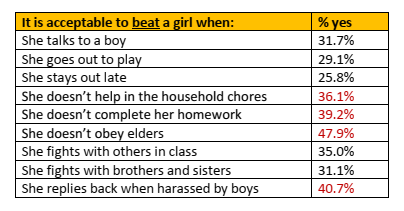 It is acceptable to beat a girl when: % yes
She talks to a boy 31.7%
She goes out to play 29.1%
She stays out late 25.8%
She doesn't help in the household chores 36.1%
She doesn't complete her homework 39.2%
She doesn't obey elders 47.9%
She fights with others in class 35.0%
She fights with brothers and sisters 31.1%
She replies back when harassed by boys 40.7%